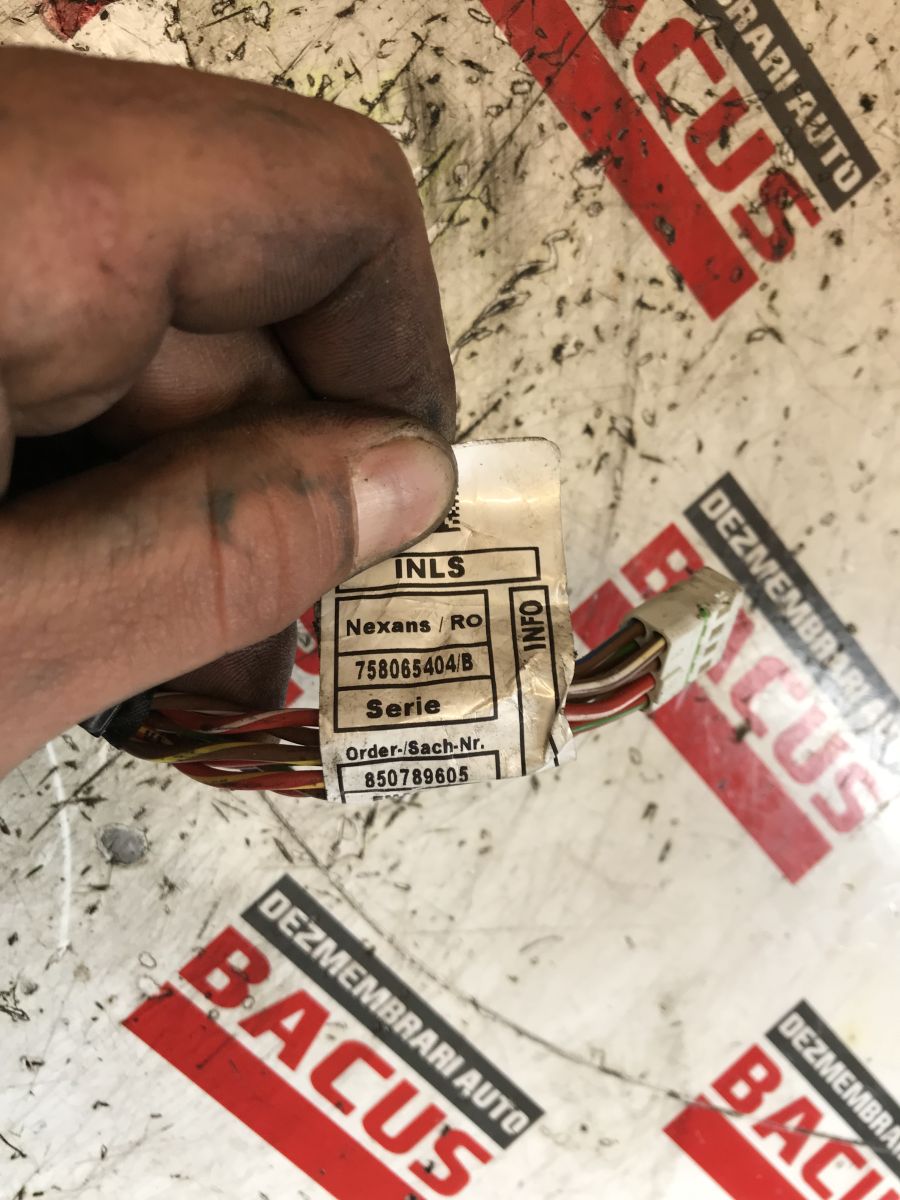 DEZMEMBRARI AUTO
BACUS
INLS
Nexans / RO
758065404/B
Serie
INFO
Order-/Sach-Nr.
850789605
DEZMEMBRARI
BACUS
DEZMEMBRARI AUTO
BACUS
DEZMEMBRARI
BACUS